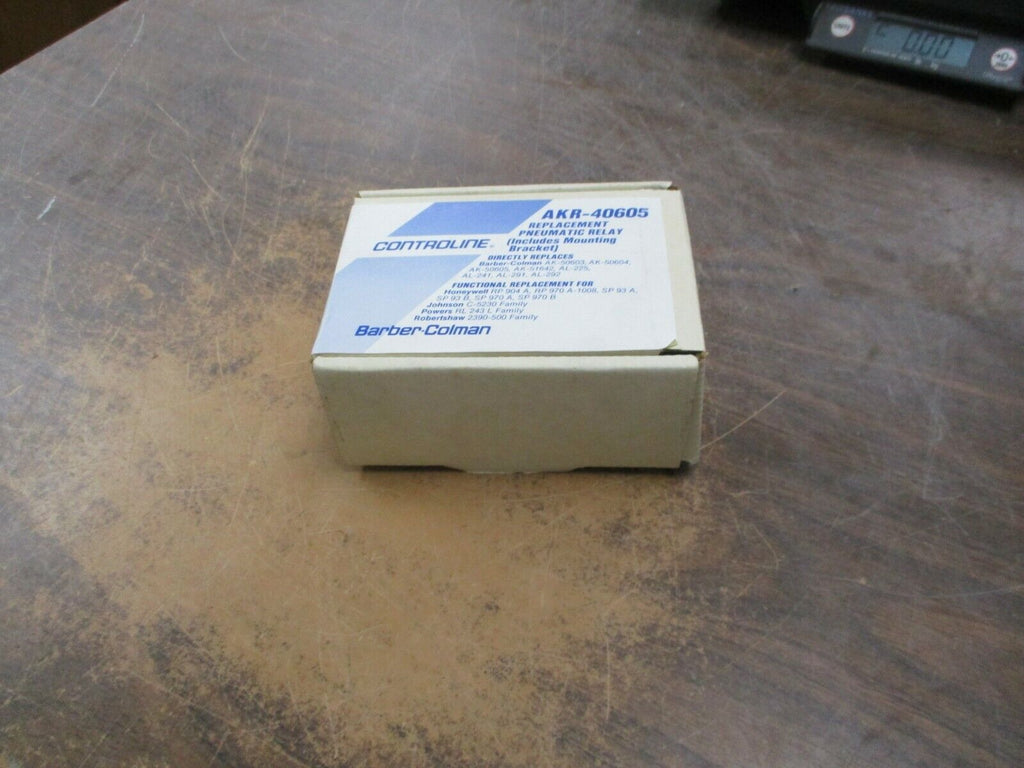 AKR-40605
REPLACEMENT
PNEUMATIC RELAY
(Includes Mounting
Bracket)
CONTROLINE®
DIRECTLY REPLACES
Barber-Colman AK-50603, AK-50604,
AK-50605, AK-51642, AL-225,
AL-241, AL-291, AL-292
FUNCTIONAL REPLACEMENT FOR
Honeywell RP 904 A, RP 970 A-1008, SP 93 A,
SP 93 B, SP 970 A, SP 970 B
Johnson C-5230 Family
Powers RL 243 L Family
Robertshaw 2390-500 Family
Barber-Colman
UNITS
0.00